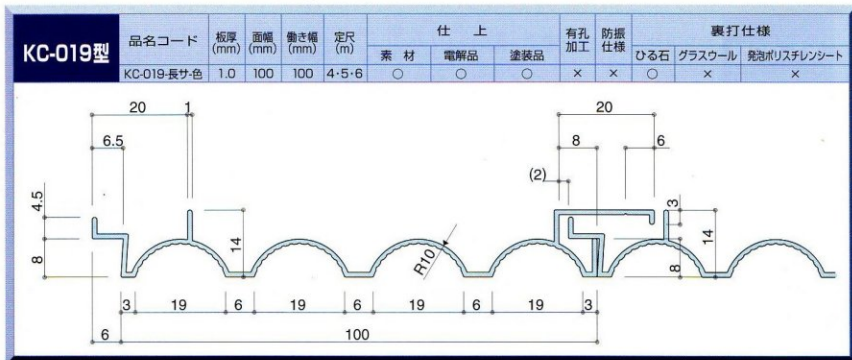 KC-019型
品名コード 板厚(mm) 面幅(mm) 働き幅(mm) 定尺(m) 仕上 有孔加工 防振仕様 裏打仕様
素材 電解品 塗装品 ひる石 グラスウール 発泡ポリスチレンシート
KC-019-長サ-色 1.0 100 100 4･5･6 ○ ○ ○ × × ○ × ×
20 1 20
6.5 8 6
(2)
4.5 3
14 14
8 R10 8
3 19 6 19 6 19 6 19 3
6 100